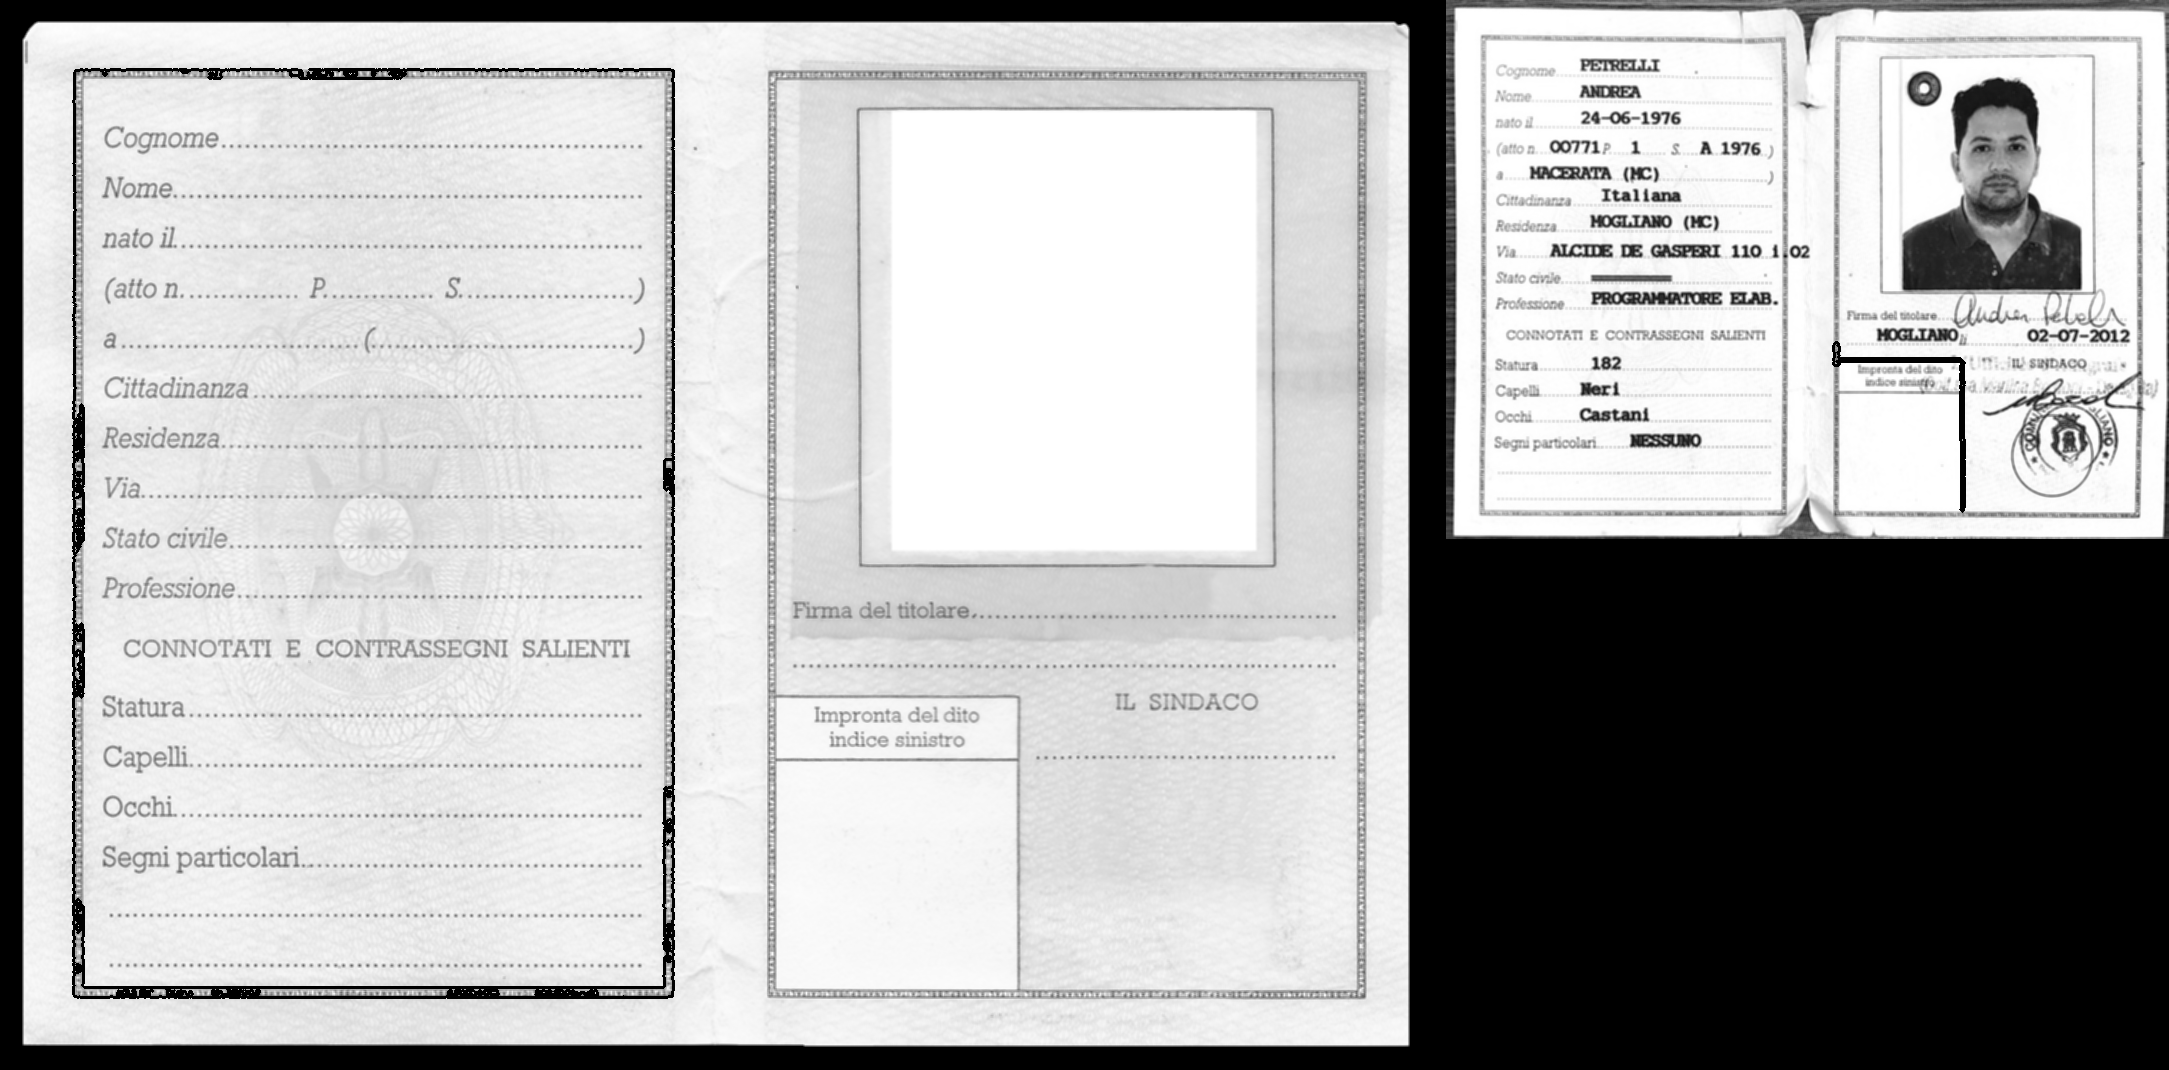 Cognome
Nome
nato il
(atto n. P. S. )
a ( )
Cittadinanza
Residenza
Via
Stato civile
Professione
CONNOTATI E CONTRASSEGNI SALIENTI
Statura
Capelli
Occhi
Segni particolari
Firma del titolare
IL SINDACO
Impronta del dito
indice sinistro
Cognome PETRELLI
Nome ANDREA
nato il 24-06-1976
(atto n. 00771 P. 1 S. A 1976 )
a MACERATA (MC) )
Cittadinanza Italiana
Residenza MOGLIANO (MC)
Via ALCIDE DE GASPERI 110 i.02
Stato civile
Professione PROGRAMMATORE ELAB.
CONNOTATI E CONTRASSEGNI SALIENTI
Statura 182
Capelli Neri
Occhi Castani
Segni particolari NESSUNO
Firma del titolare Andrea Petrelli
MOGLIANO li 02-07-2012
IL SINDACO
Impronta del dito
indice sinistro